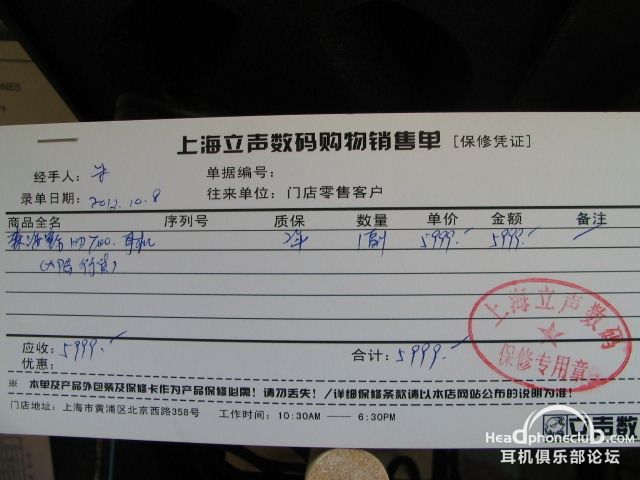 上海立声数码购物销售单 [保修凭证]
经手人： 单据编号：
录单日期：2012.10.8 往来单位：门店零售客户
商品全名 序列号 质保 数量 单价 金额 备注
森海塞尔 HD700. 耳机 2年 1副 5999.- 5999.-
(大陆行货)
应收：5999.- 合计：5999.-
优惠：
上海立声数码
保修专用章
※ 本单及产品外包装及保修卡作为产品保修必需！请勿丢失！/详细保修条款请以本店网站公布的说明为准！
门店地址：上海市黄浦区北京西路358号 工作时间：10:30AM —— 6:30PM
立声数
HeadphoneclubD.com
耳机俱乐部论坛